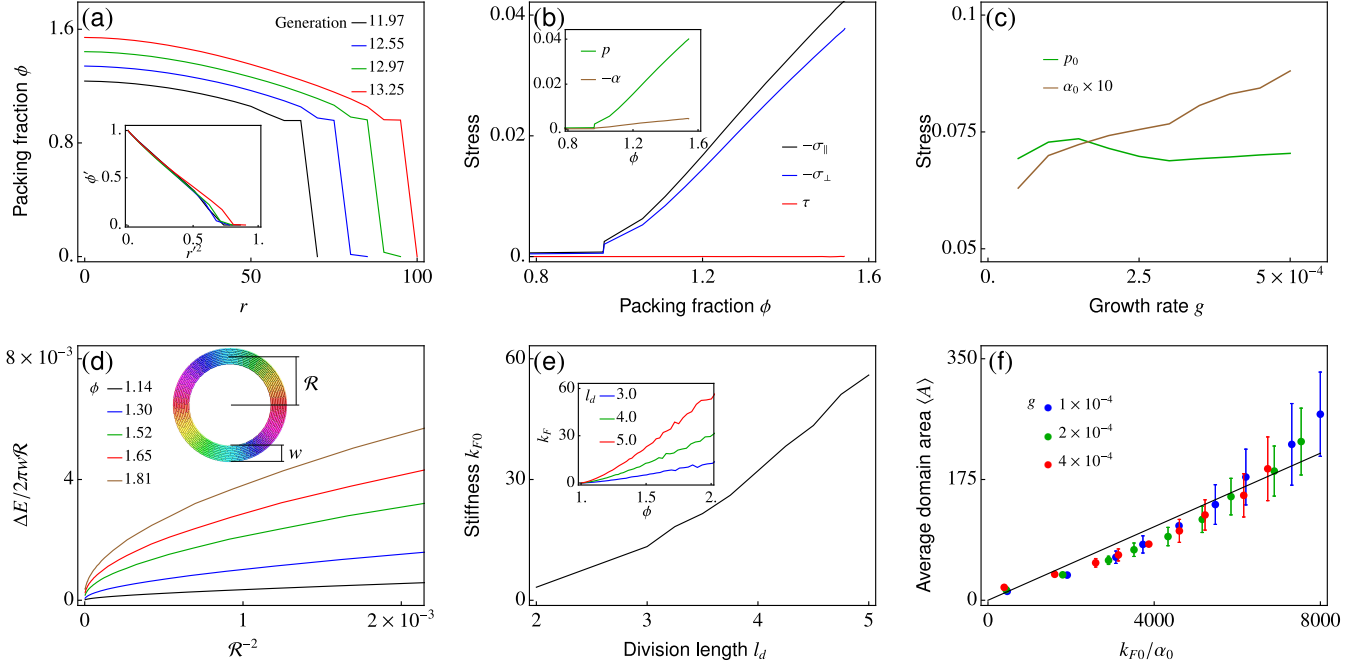 (a)
Generation
11.97
12.55
12.97
13.25
Packing fraction ϕ
1.6
0.8
0.
0
50
100
r
ϕ′
1.
0.5
0.
0.
0.5
1.
r′²
(b)
Stress
0.04
0.02
0.
0.8
1.2
1.6
Packing fraction ϕ
−σ∥
−σ⊥
τ
0.04
0.02
0.
0.8
1.2
1.6
ϕ
p
−α
(c)
Stress
0.1
0.075
0.05
0.
2.5
5 × 10⁻⁴
Growth rate g
p₀
α₀ × 10
(d)
ΔE/2πwℛ
8 × 10⁻³
4
0
0
1
2 × 10⁻³
ℛ⁻²
ϕ
1.14
1.30
1.52
1.65
1.81
ℛ
w
(e)
Stiffness k_F0
60
30
0
2
3
4
5
Division length l_d
k_F
60
30
0
1.
1.5
2.
ϕ
l_d
3.0
4.0
5.0
(f)
Average domain area ⟨A⟩
350
175
0
0
4000
8000
k_F0/α₀
g
1 × 10⁻⁴
2 × 10⁻⁴
4 × 10⁻⁴